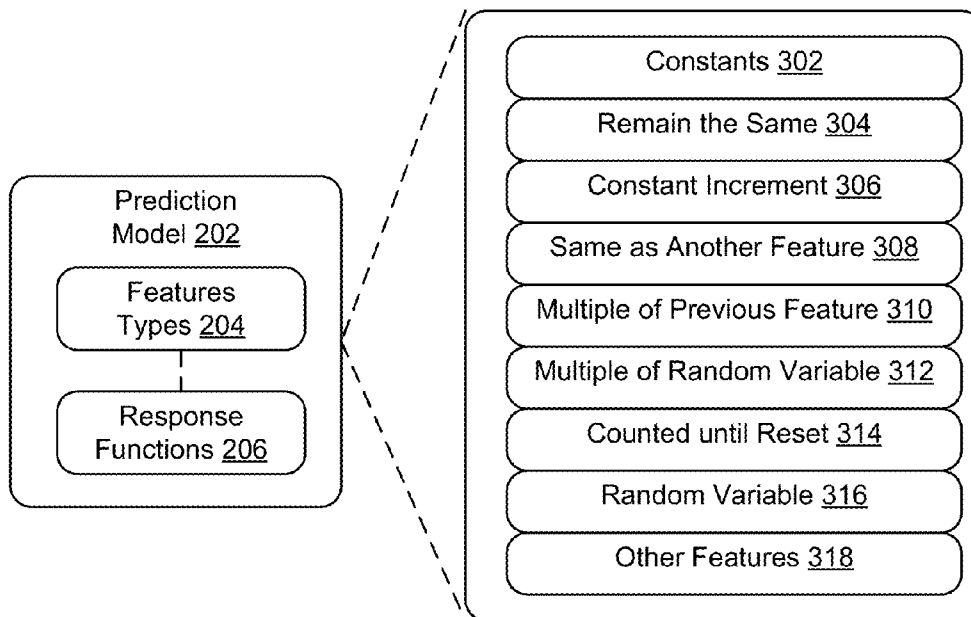 Prediction
Model 202
Features
Types 204
Response
Functions 206
Constants 302
Remain the Same 304
Constant Increment 306
Same as Another Feature 308
Multiple of Previous Feature 310
Multiple of Random Variable 312
Counted until Reset 314
Random Variable 316
Other Features 318